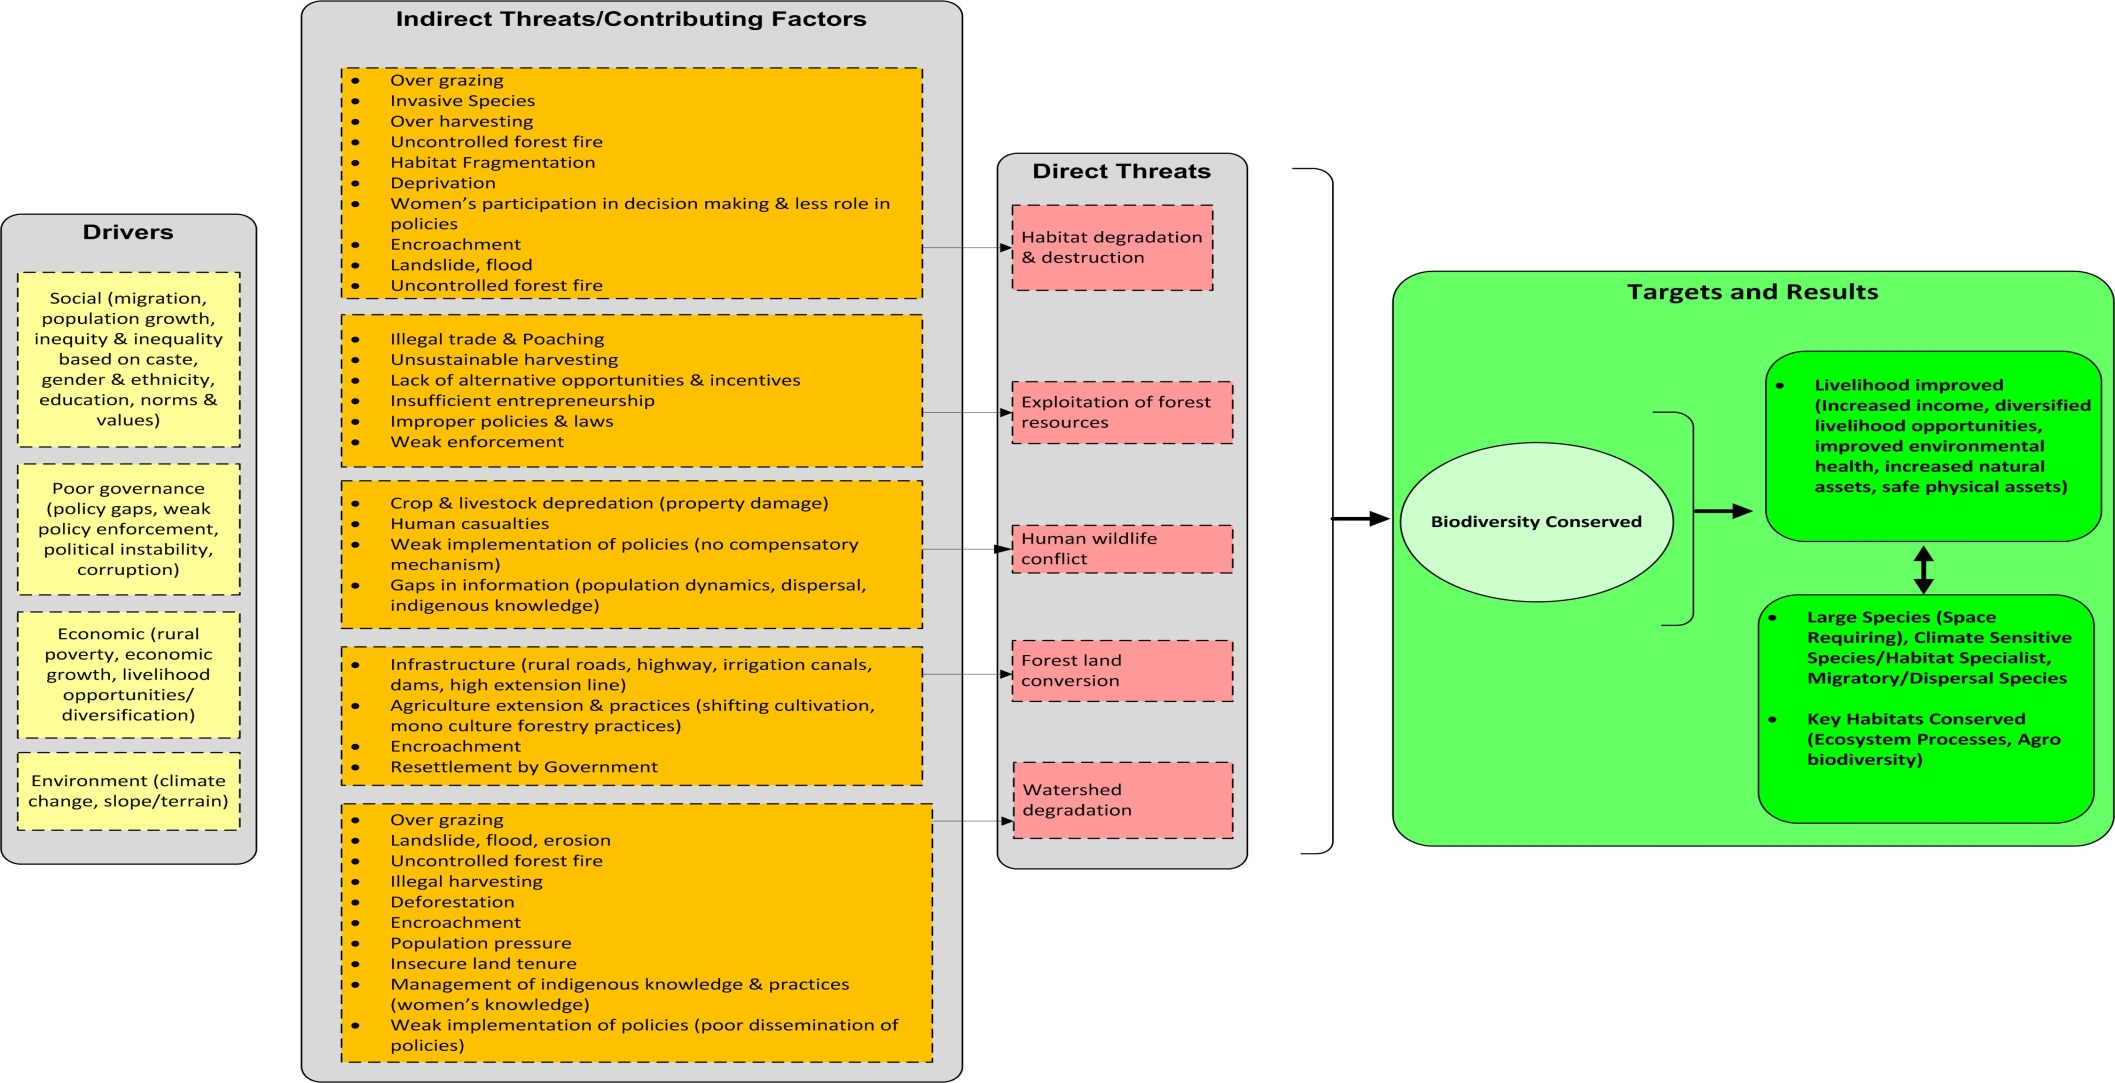 Drivers
Social (migration,
population growth,
inequity & inequality
based on caste,
gender & ethnicity,
education, norms &
values)
Poor governance
(policy gaps, weak
policy enforcement,
political instability,
corruption)
Economic (rural
poverty, economic
growth, livelihood
opportunities/
diversification)
Environment (climate
change, slope/terrain)
Indirect Threats/Contributing Factors
• Over grazing
• Invasive Species
• Over harvesting
• Uncontrolled forest fire
• Habitat Fragmentation
• Deprivation
• Women’s participation in decision making & less role in
policies
• Encroachment
• Landslide, flood
• Uncontrolled forest fire
• Illegal trade & Poaching
• Unsustainable harvesting
• Lack of alternative opportunities & incentives
• Insufficient entrepreneurship
• Improper policies & laws
• Weak enforcement
• Crop & livestock depredation (property damage)
• Human casualties
• Weak implementation of policies (no compensatory
mechanism)
• Gaps in information (population dynamics, dispersal,
indigenous knowledge)
• Infrastructure (rural roads, highway, irrigation canals,
dams, high extension line)
• Agriculture extension & practices (shifting cultivation,
mono culture forestry practices)
• Encroachment
• Resettlement by Government
• Over grazing
• Landslide, flood, erosion
• Uncontrolled forest fire
• Illegal harvesting
• Deforestation
• Encroachment
• Population pressure
• Insecure land tenure
• Management of indigenous knowledge & practices
(women’s knowledge)
• Weak implementation of policies (poor dissemination of
policies)
Direct Threats
Habitat degradation
& destruction
Exploitation of forest
resources
Human wildlife
conflict
Forest land
conversion
Watershed
degradation
Targets and Results
Biodiversity Conserved
• Livelihood improved
(Increased income, diversified
livelihood opportunities,
improved environmental
health, increased natural
assets, safe physical assets)
• Large Species (Space
Requiring), Climate Sensitive
Species/Habitat Specialist,
Migratory/Dispersal Species
• Key Habitats Conserved
(Ecosystem Processes, Agro
biodiversity)